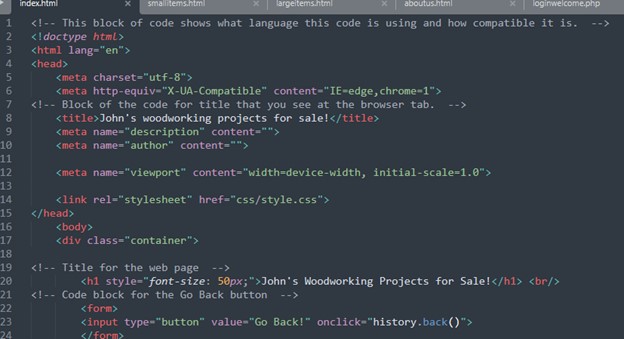 index.html × smallitems.html × largeitems.html × aboutus.html × loginwelcome.php
1 <!-- This block of code shows what language this code is using and how compatible it is.  -->
2 <!doctype html>
3 <html lang="en">
4 <head>
5     <meta charset="utf-8">
6     <meta http-equiv="X-UA-Compatible" content="IE=edge,chrome=1">
7 <!-- Block of the code for title that you see at the browser tab.  -->
8     <title>John's woodworking projects for sale!</title>
9     <meta name="description" content="">
10     <meta name="author" content="">
11
12     <meta name="viewport" content="width=device-width, initial-scale=1.0">
13
14     <link rel="stylesheet" href="css/style.css">
15 </head>
16     <body>
17     <div class="container">
18
19 <!-- Title for the web page  -->
20         <h1 style="font-size: 50px;">John's Woodworking Projects for Sale!</h1> <br/>
21 <!-- Code block for the Go Back button  -->
22         <form>
23         <input type="button" value="Go Back!" onclick="history.back()">
24         </form>